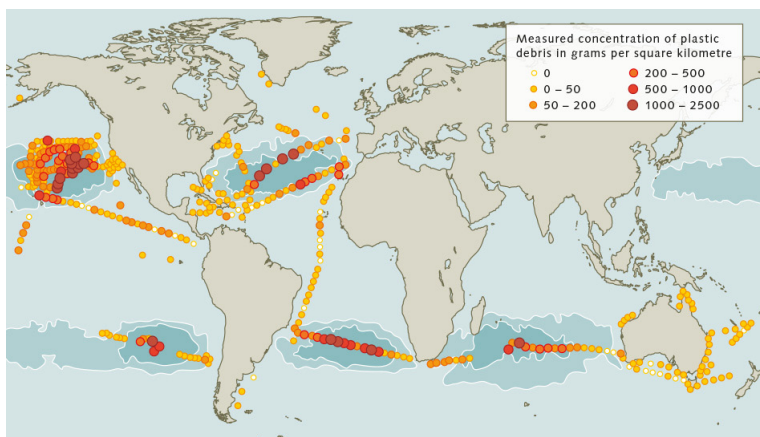 Measured concentration of plastic
debris in grams per square kilometre
0
0 – 50
50 – 200
200 – 500
500 – 1000
1000 – 2500